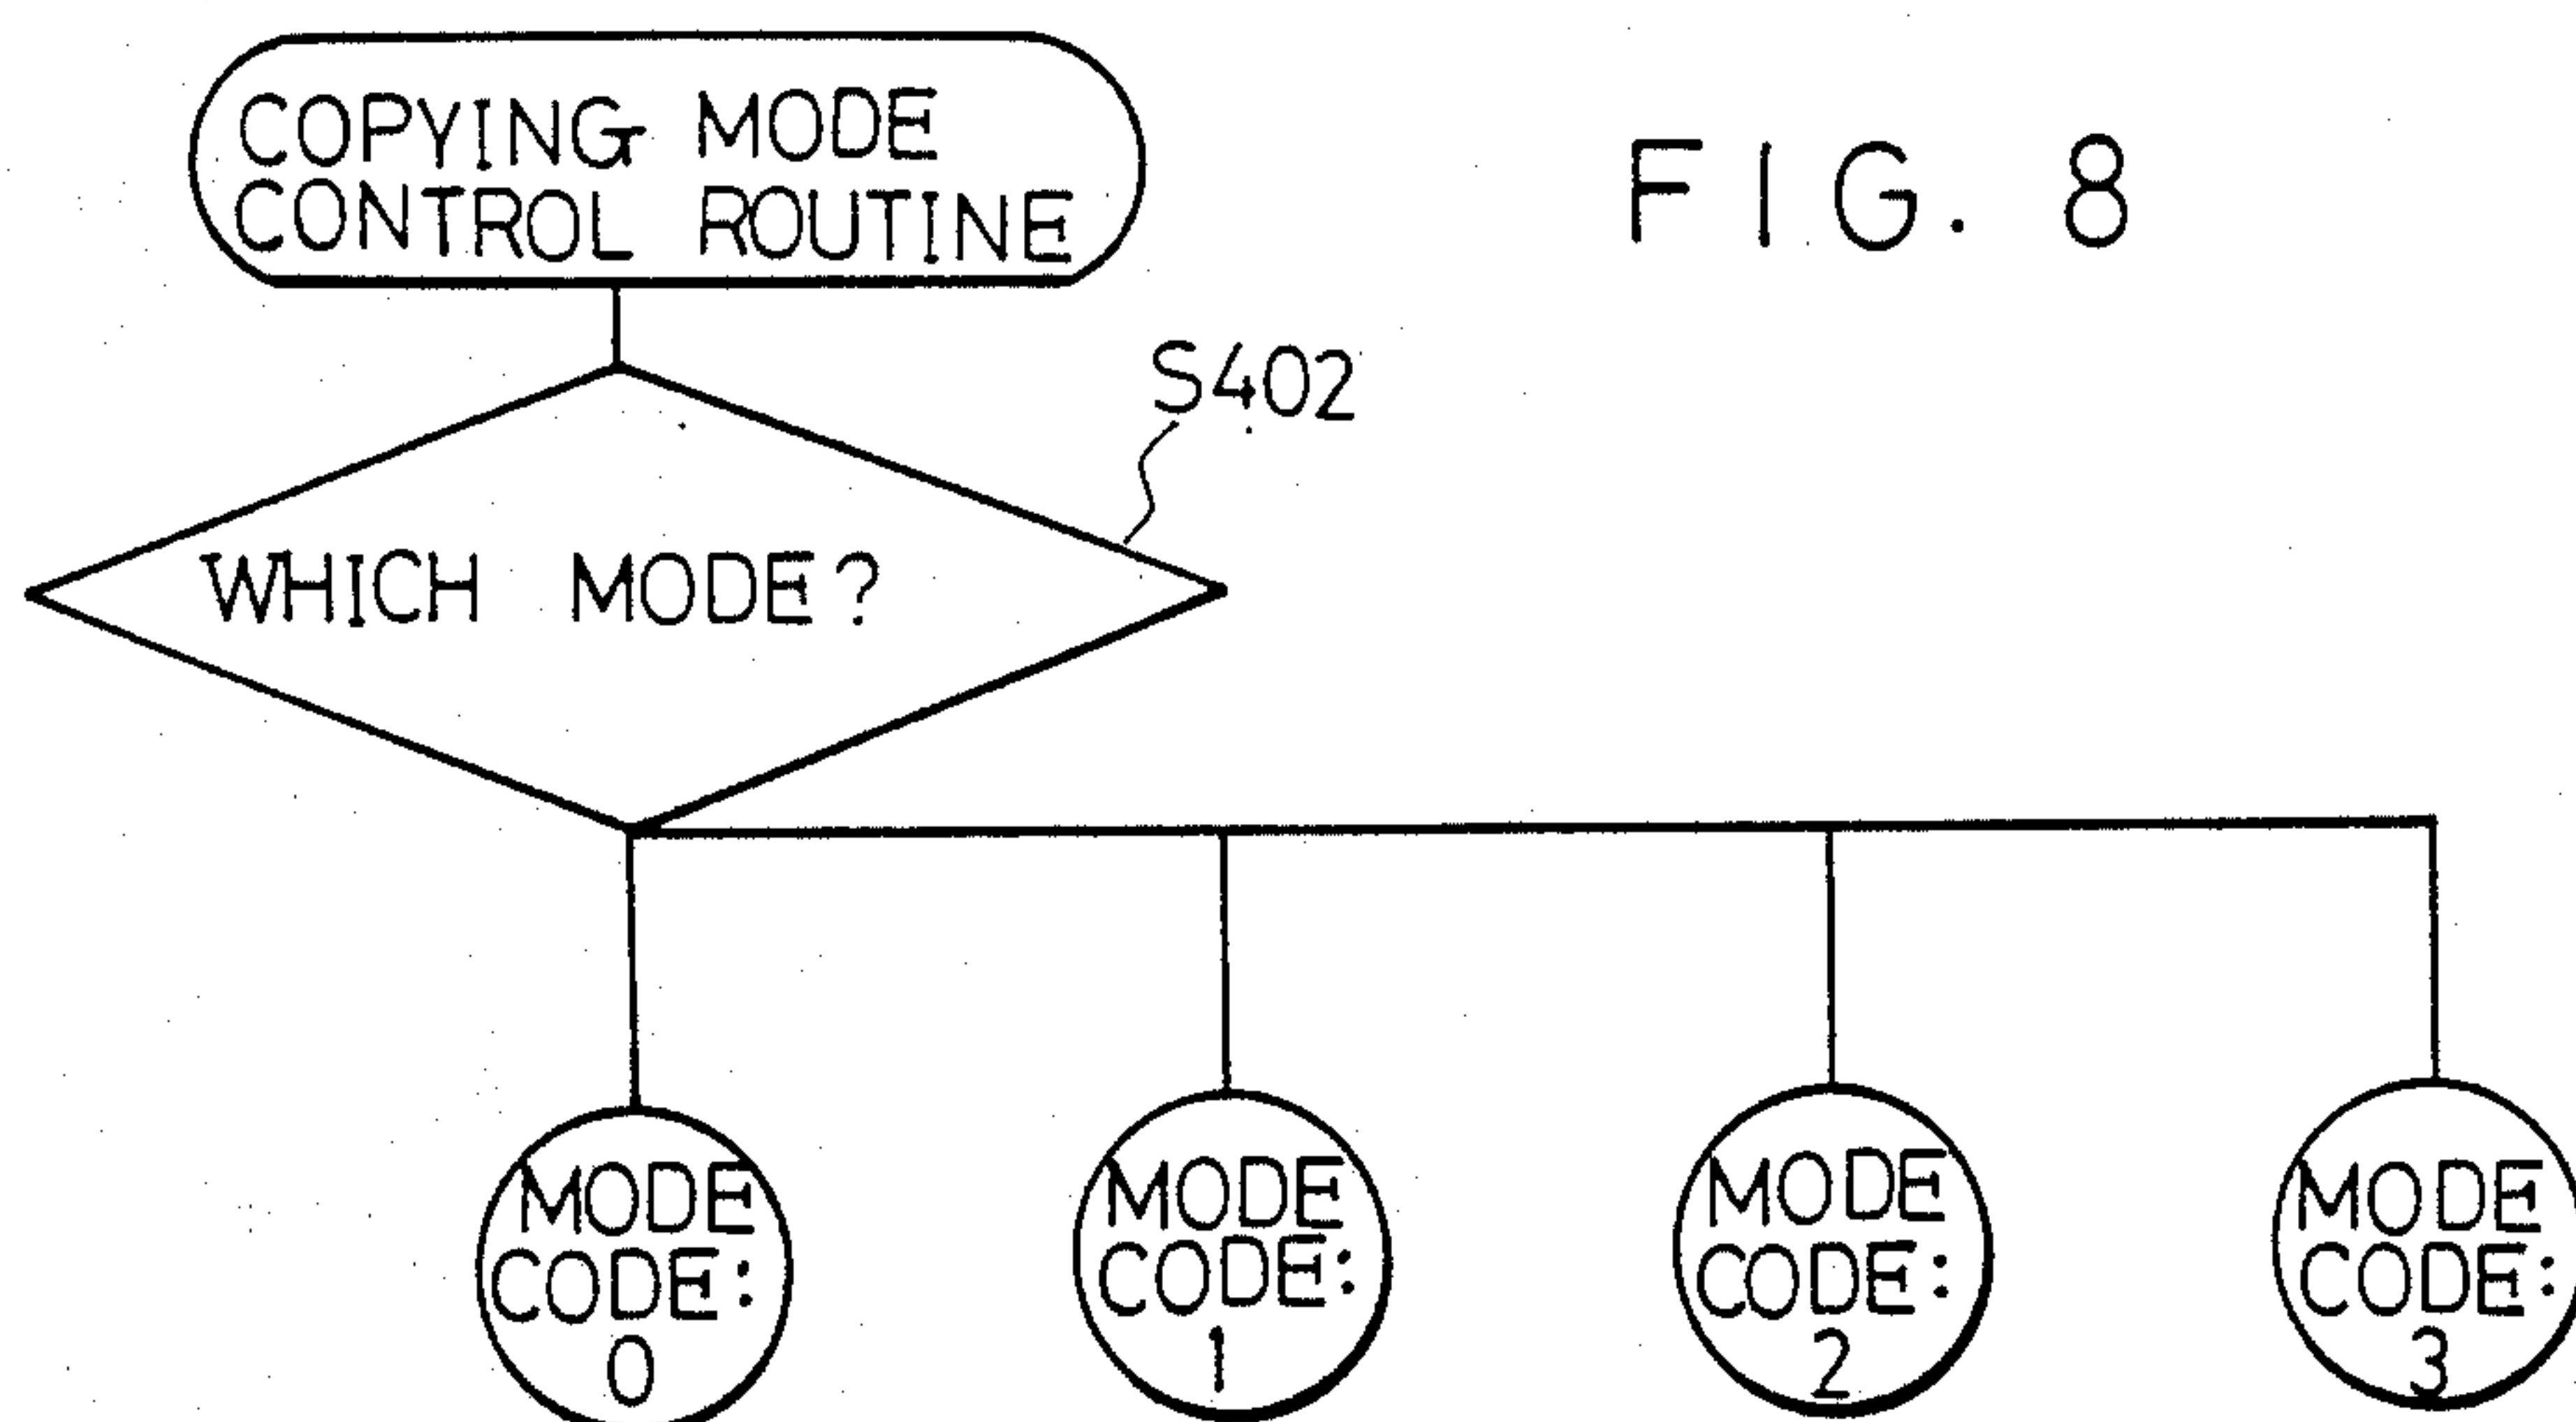 COPYING MODE
CONTROL ROUTINE
FIG. 8
S402
WHICH MODE?
MODE
CODE:
0
MODE
CODE:
1
MODE
CODE:
2
MODE
CODE:
3